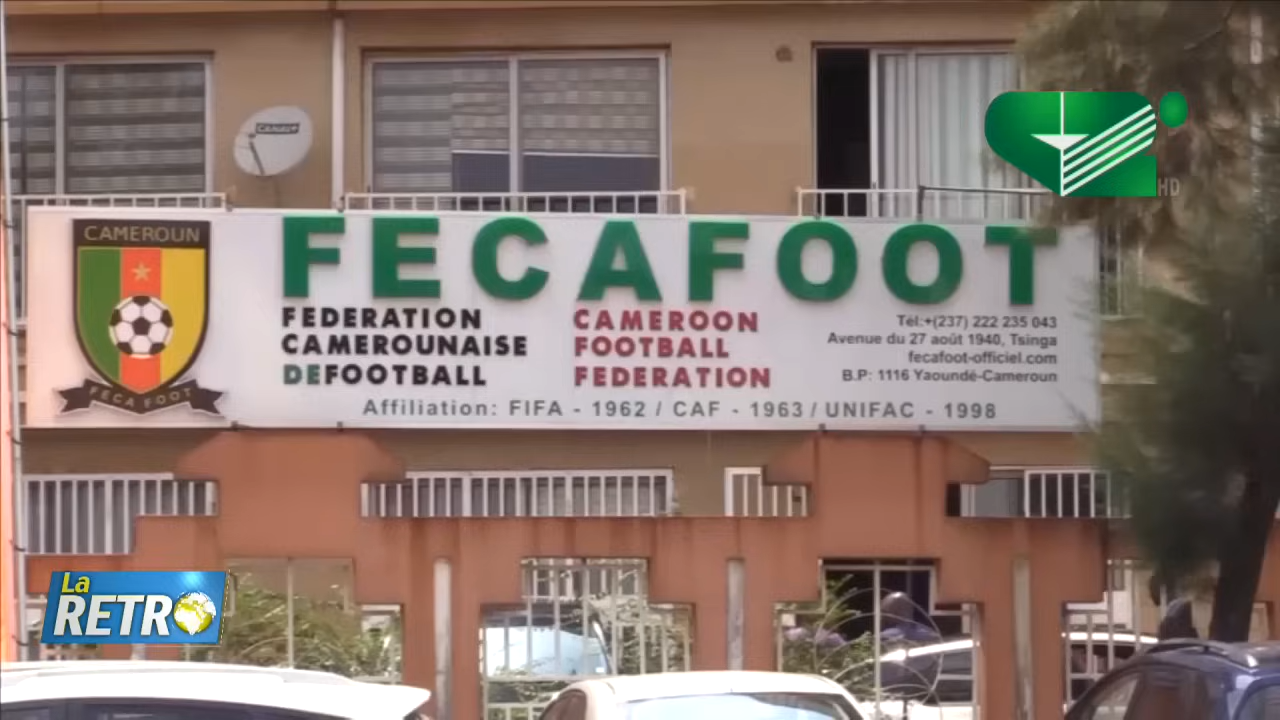 CANAL+
HD
CAMEROUN
FECA FOOT
FECAFOOT
FEDERATION
CAMEROUNAISE
DEFOOTBALL
CAMEROON
FOOTBALL
FEDERATION
Tél:+(237) 222 235 043
Avenue du 27 août 1940, Tsinga
fecafoot-officiel.com
B.P: 1116 Yaoundé-Cameroun
Affiliation: FIFA - 1962 / CAF - 1963 / UNIFAC - 1998
La
RETRO